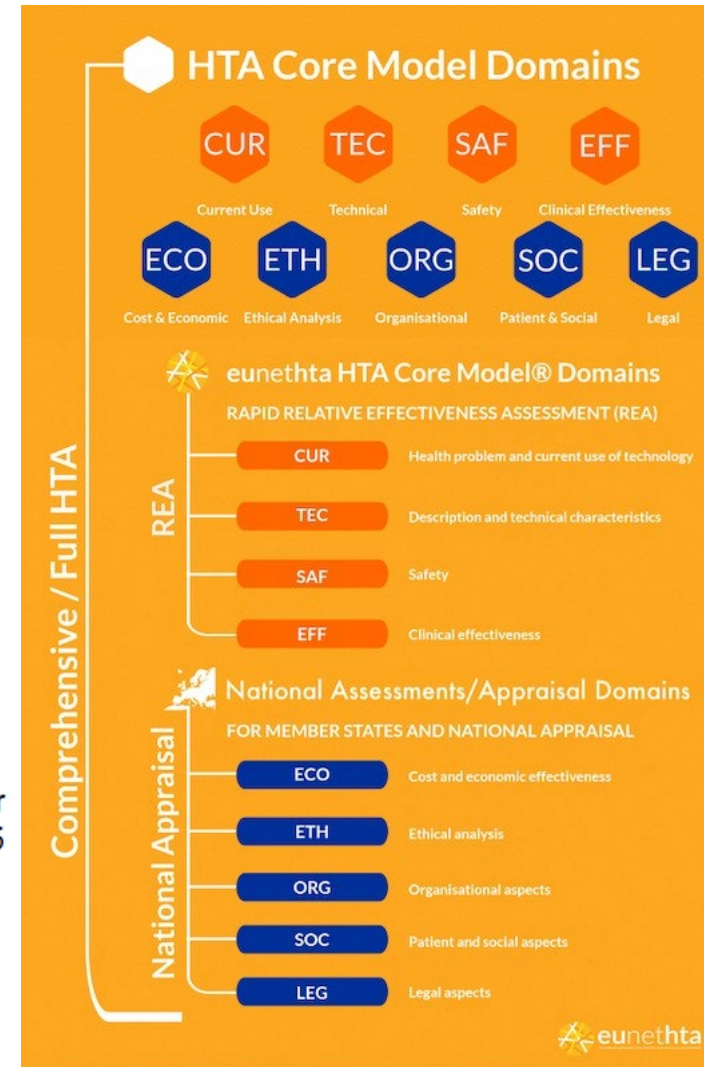 HTA Core Model Domains
CUR TEC SAF EFF
Current Use Technical Safety Clinical Effectiveness
ECO ETH ORG SOC LEG
Cost & Economic Ethical Analysis Organisational Patient & Social Legal
Comprehensive / Full HTA
eunethta HTA Core Model® Domains
RAPID RELATIVE EFFECTIVENESS ASSESSMENT (REA)
REA
CUR Health problem and current use of technology
TEC Description and technical characteristics
SAF Safety
EFF Clinical effectiveness
National Assessments/Appraisal Domains
FOR MEMBER STATES AND NATIONAL APPRAISAL
National Appraisal
ECO Cost and economic effectiveness
ETH Ethical analysis
ORG Organisational aspects
SOC Patient and social aspects
LEG Legal aspects
eunethta